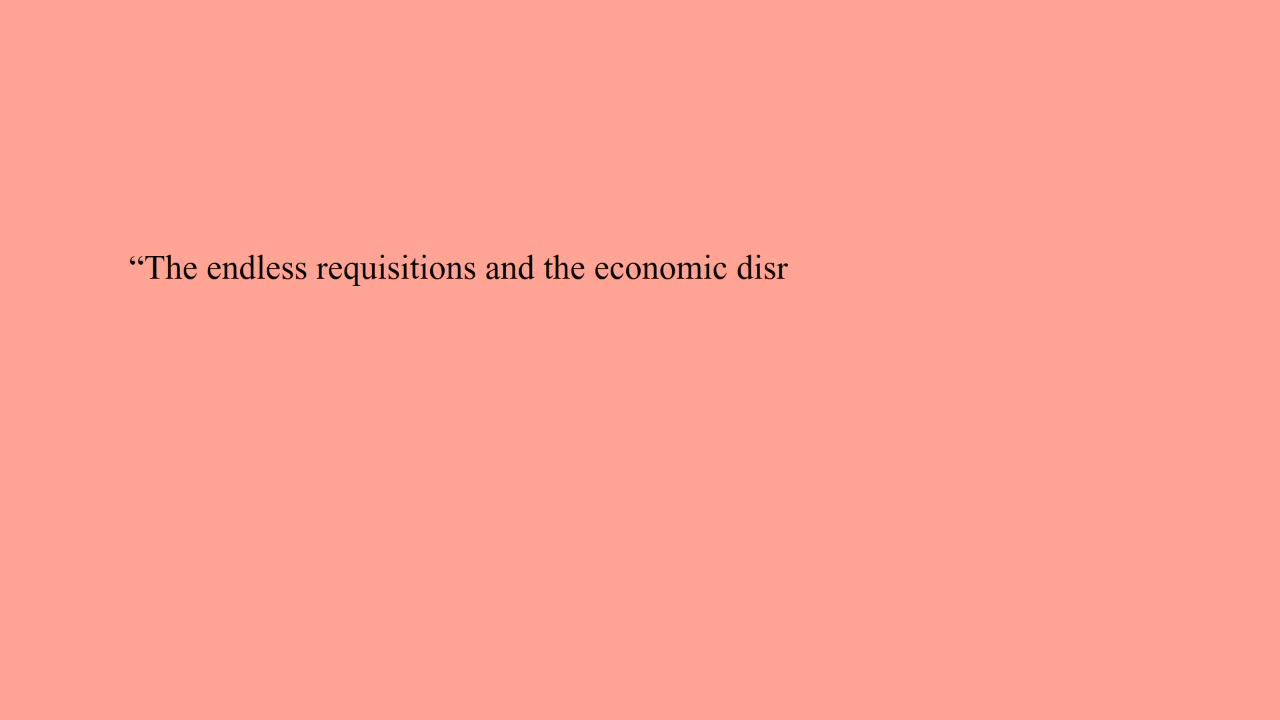 “The endless requisitions and the economic disr